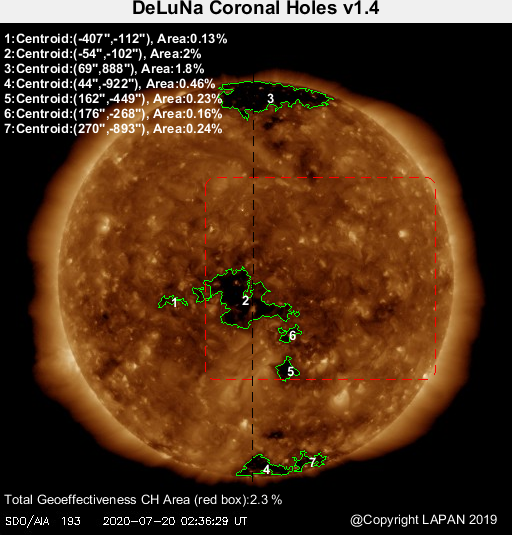 DeLuNa Coronal Holes v1.4
1:Centroid:(-407",-112"), Area:0.13%
2:Centroid:(-54",-102"), Area:2%
3:Centroid:(69",888"), Area:1.8%
4:Centroid:(44",-922"), Area:0.46%
5:Centroid:(162",-449"), Area:0.23%
6:Centroid:(176",-268"), Area:0.16%
7:Centroid:(270",-893"), Area:0.24%
3
1
2
6
5
4
7
Total Geoeffectiveness CH Area (red box):2.3 %
SDO/AIA 193 2020-07-20 02:36:29 UT
@Copyright LAPAN 2019